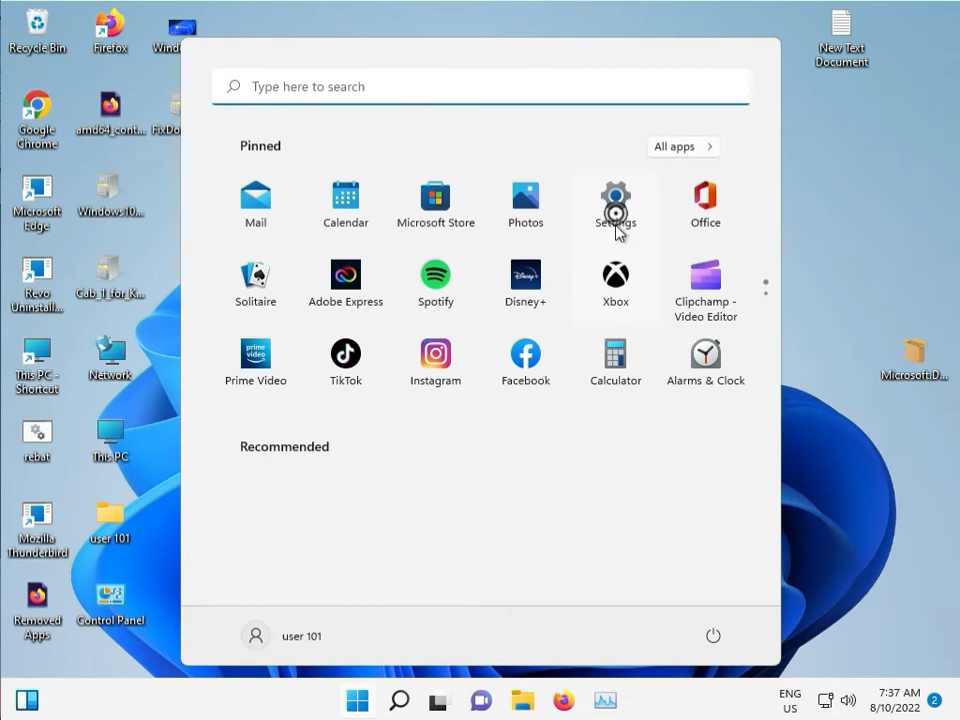 Recycle Bin
Firefox
Google
Chrome
amd64_cont...
Microsoft
Edge
Windows10...
Revo
Uninstall...
Cab_1_for_K...
This PC -
Shortcut
Network
rebat
This PC
Mozilla
Thunderbird
user 101
Removed
Apps
Control Panel
Type here to search
Pinned
All apps
Mail
Calendar
Microsoft Store
Photos
Settings
Office
Solitaire
Adobe Express
Spotify
Disney+
Xbox
Clipchamp -
Video Editor
prime
video
Prime Video
TikTok
Instagram
Facebook
Calculator
Alarms & Clock
Recommended
user 101
New Text
Document
Microsoft.D...
ENG
US
7:37 AM
8/10/2022
2